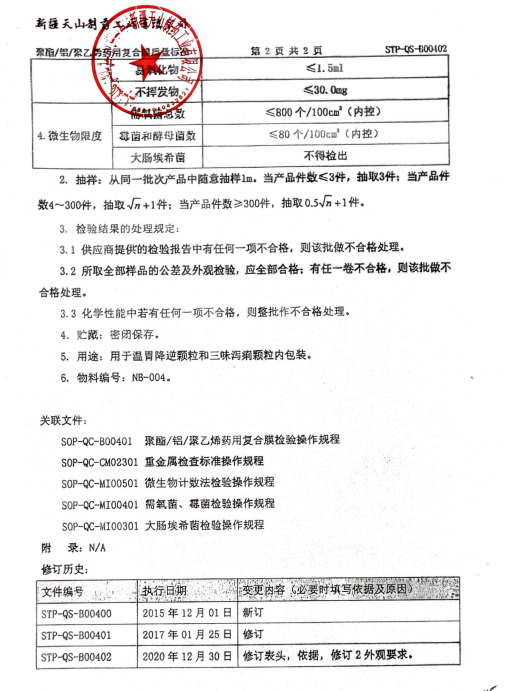 新疆天山制药工业有限公司
聚酯/铝/聚乙烯药用复合膜质量标准 第 2 页 共 2 页 STP-QS-B00402
易氧化物 ≤1.5ml
不挥发物 ≤30.0mg
4.微生物限度 需氧菌总数 ≤800 个/100cm²（内控）
霉菌和酵母菌数 ≤80 个/100cm²（内控）
大肠埃希菌 不得检出
2. 抽样：从同一批次产品中随意抽样1m。当产品件数≤3件，抽取3件；当产品件
数4～300件，抽取√n+1件；当产品件数≥300件，抽取0.5√n+1件。
3. 检验结果的处理规定：
3.1 供应商提供的检验报告中有任何一项不合格，则该批做不合格处理。
3.2 所取全部样品的公差及外观检验，应全部合格；有任一卷不合格，则该批做不
合格处理。
3.3 化学性能中若有任何一项不合格，则整批作不合格处理。
4. 贮藏：密闭保存。
5. 用途：用于温胃降逆颗粒和三味泻痢颗粒内包装。
6. 物料编号：NB-004。
关联文件：
SOP-QC-B00401 聚酯/铝/聚乙烯药用复合膜检验操作规程
SOP-QC-CM02301 重金属检查标准操作规程
SOP-QC-MI00501 微生物计数法检验操作规程
SOP-QC-MI00401 需氧菌、霉菌检验操作规程
SOP-QC-MI00301 大肠埃希菌检验操作规程
附 录：N/A
修订历史：
文件编号 执行日期 变更内容（必要时填写依据及原因）
STP-QS-B00400 2015 年 12 月 01 日 新订
STP-QS-B00401 2017 年 01 月 25 日 修订
STP-QS-B00402 2020 年 12 月 30 日 修订表头，依据，修订 2 外观要求。